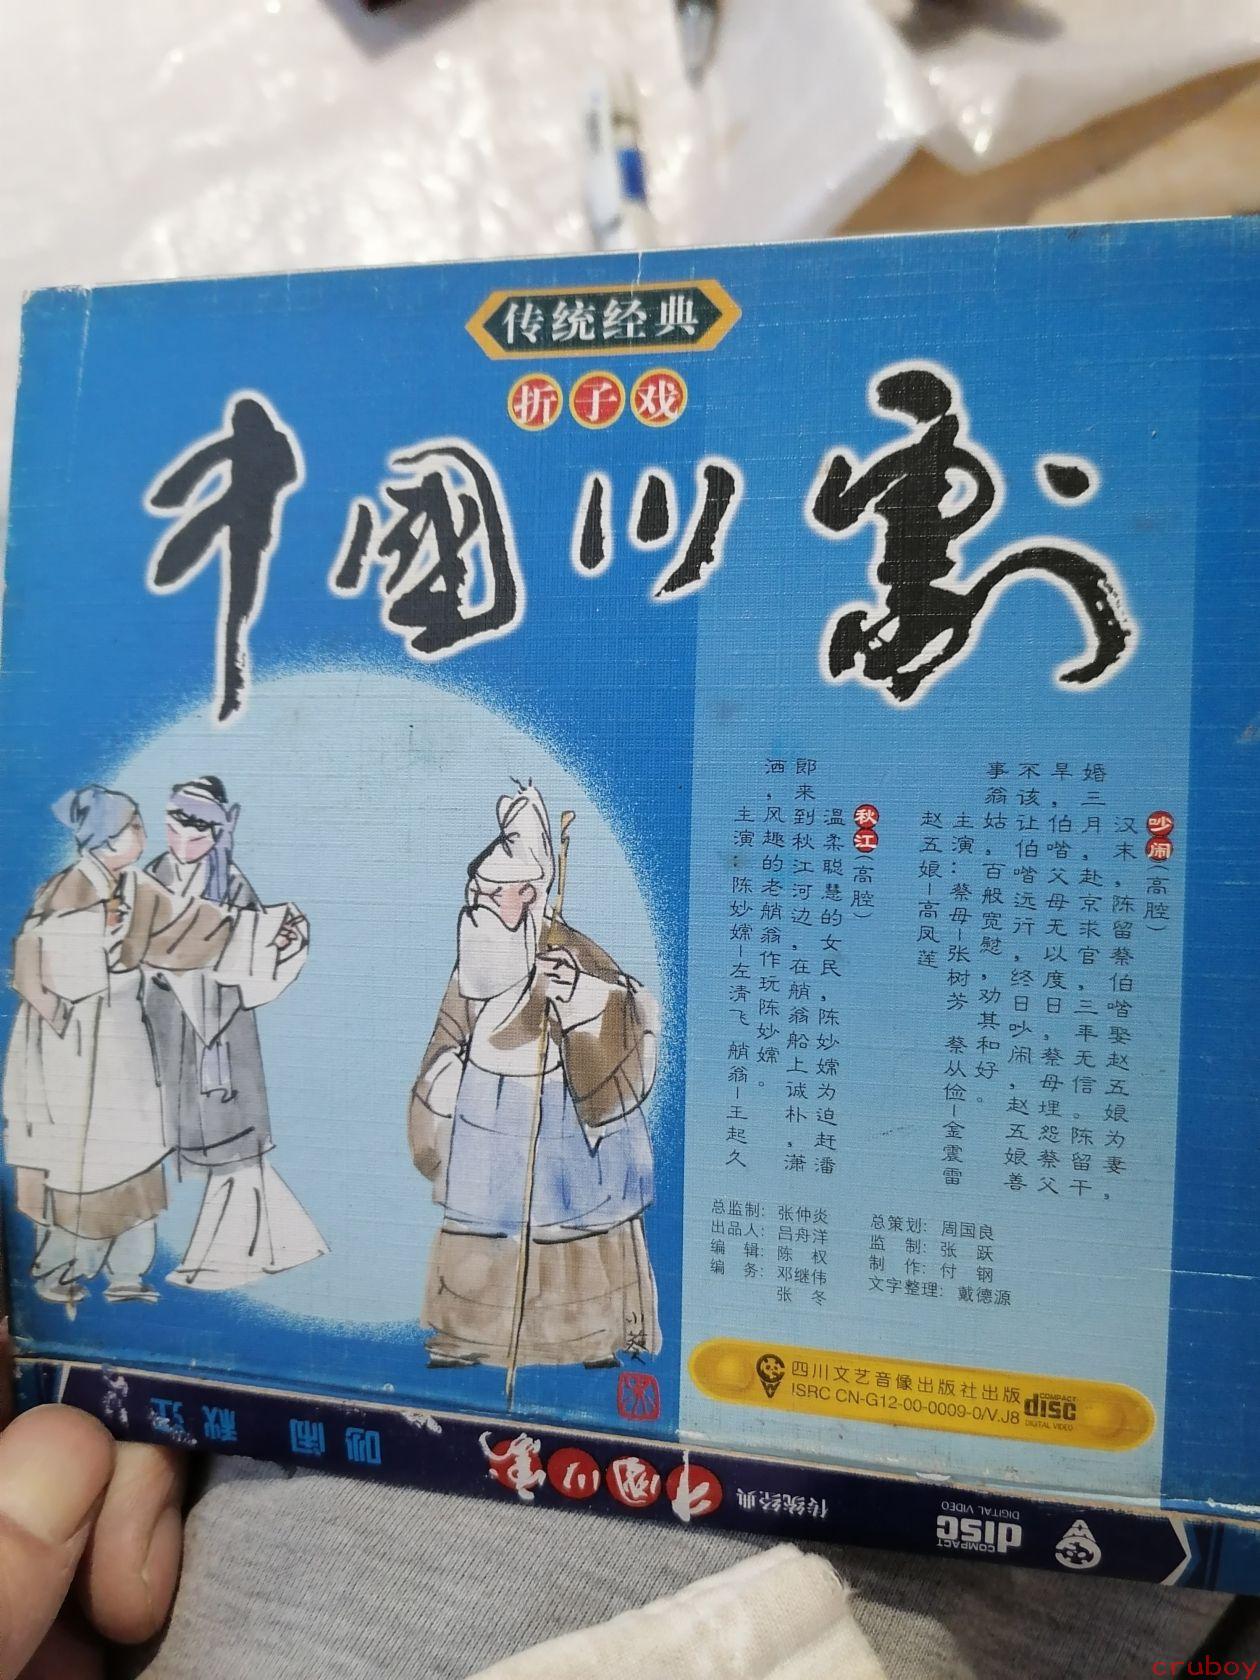 传统经典
折子戏
中國川劇
吵闹(高腔)
汉末,陈留蔡伯喈娶赵五娘为妻,
婚三月,赴京求官,三年无信。陈留干
旱,伯喈父母无以度日,蔡母埋怨蔡父
不该让伯喈远行,终日吵闹,赵五娘善
事翁姑,百般宽慰,劝其和好。
主演:蔡母—张树芳 蔡从俭—金震雷
赵五娘—高凤莲
秋江(高腔)
温柔聪慧的女民,陈妙嫦为迫赶潘
郎来到秋江河边,在艄翁船上诚朴,潇
洒,风趣的老艄翁作玩陈妙嫦。
主演:陈妙嫦—左清飞 艄翁—王起久
总监制: 张仲炎
出品人: 吕舟洋
编 辑: 陈 权
编 务: 邓继伟
张 冬
总策划: 周国良
监 制: 张 跃
制 作: 付 钢
文字整理: 戴德源
小葵
四川文艺音像出版社出版
ISRC CN-G12-00-0009-0/V.J8
COMPACT
disc
DIGITAL VIDEO
COMPACT
disc
DIGITAL VIDEO
传统经典
中國川劇
吵闹
秋江
cruboy